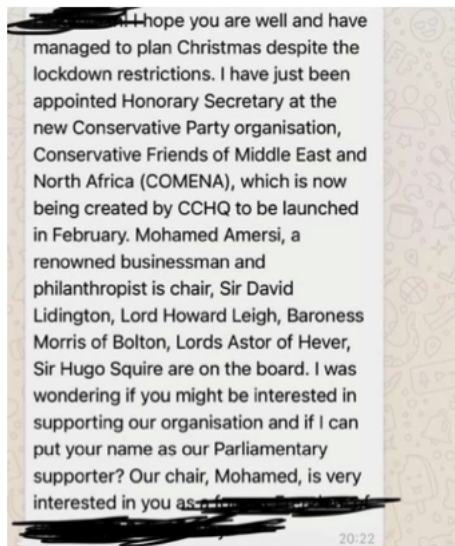 I hope you are well and have
managed to plan Christmas despite the
lockdown restrictions. I have just been
appointed Honorary Secretary at the
new Conservative Party organisation,
Conservative Friends of Middle East and
North Africa (COMENA), which is now
being created by CCHQ to be launched
in February. Mohamed Amersi, a
renowned businessman and
philanthropist is chair, Sir David
Lidington, Lord Howard Leigh, Baroness
Morris of Bolton, Lords Astor of Hever,
Sir Hugo Squire are on the board. I was
wondering if you might be interested in
supporting our organisation and if I can
put your name as our Parliamentary
supporter? Our chair, Mohamed, is very
interested in you as
20:22